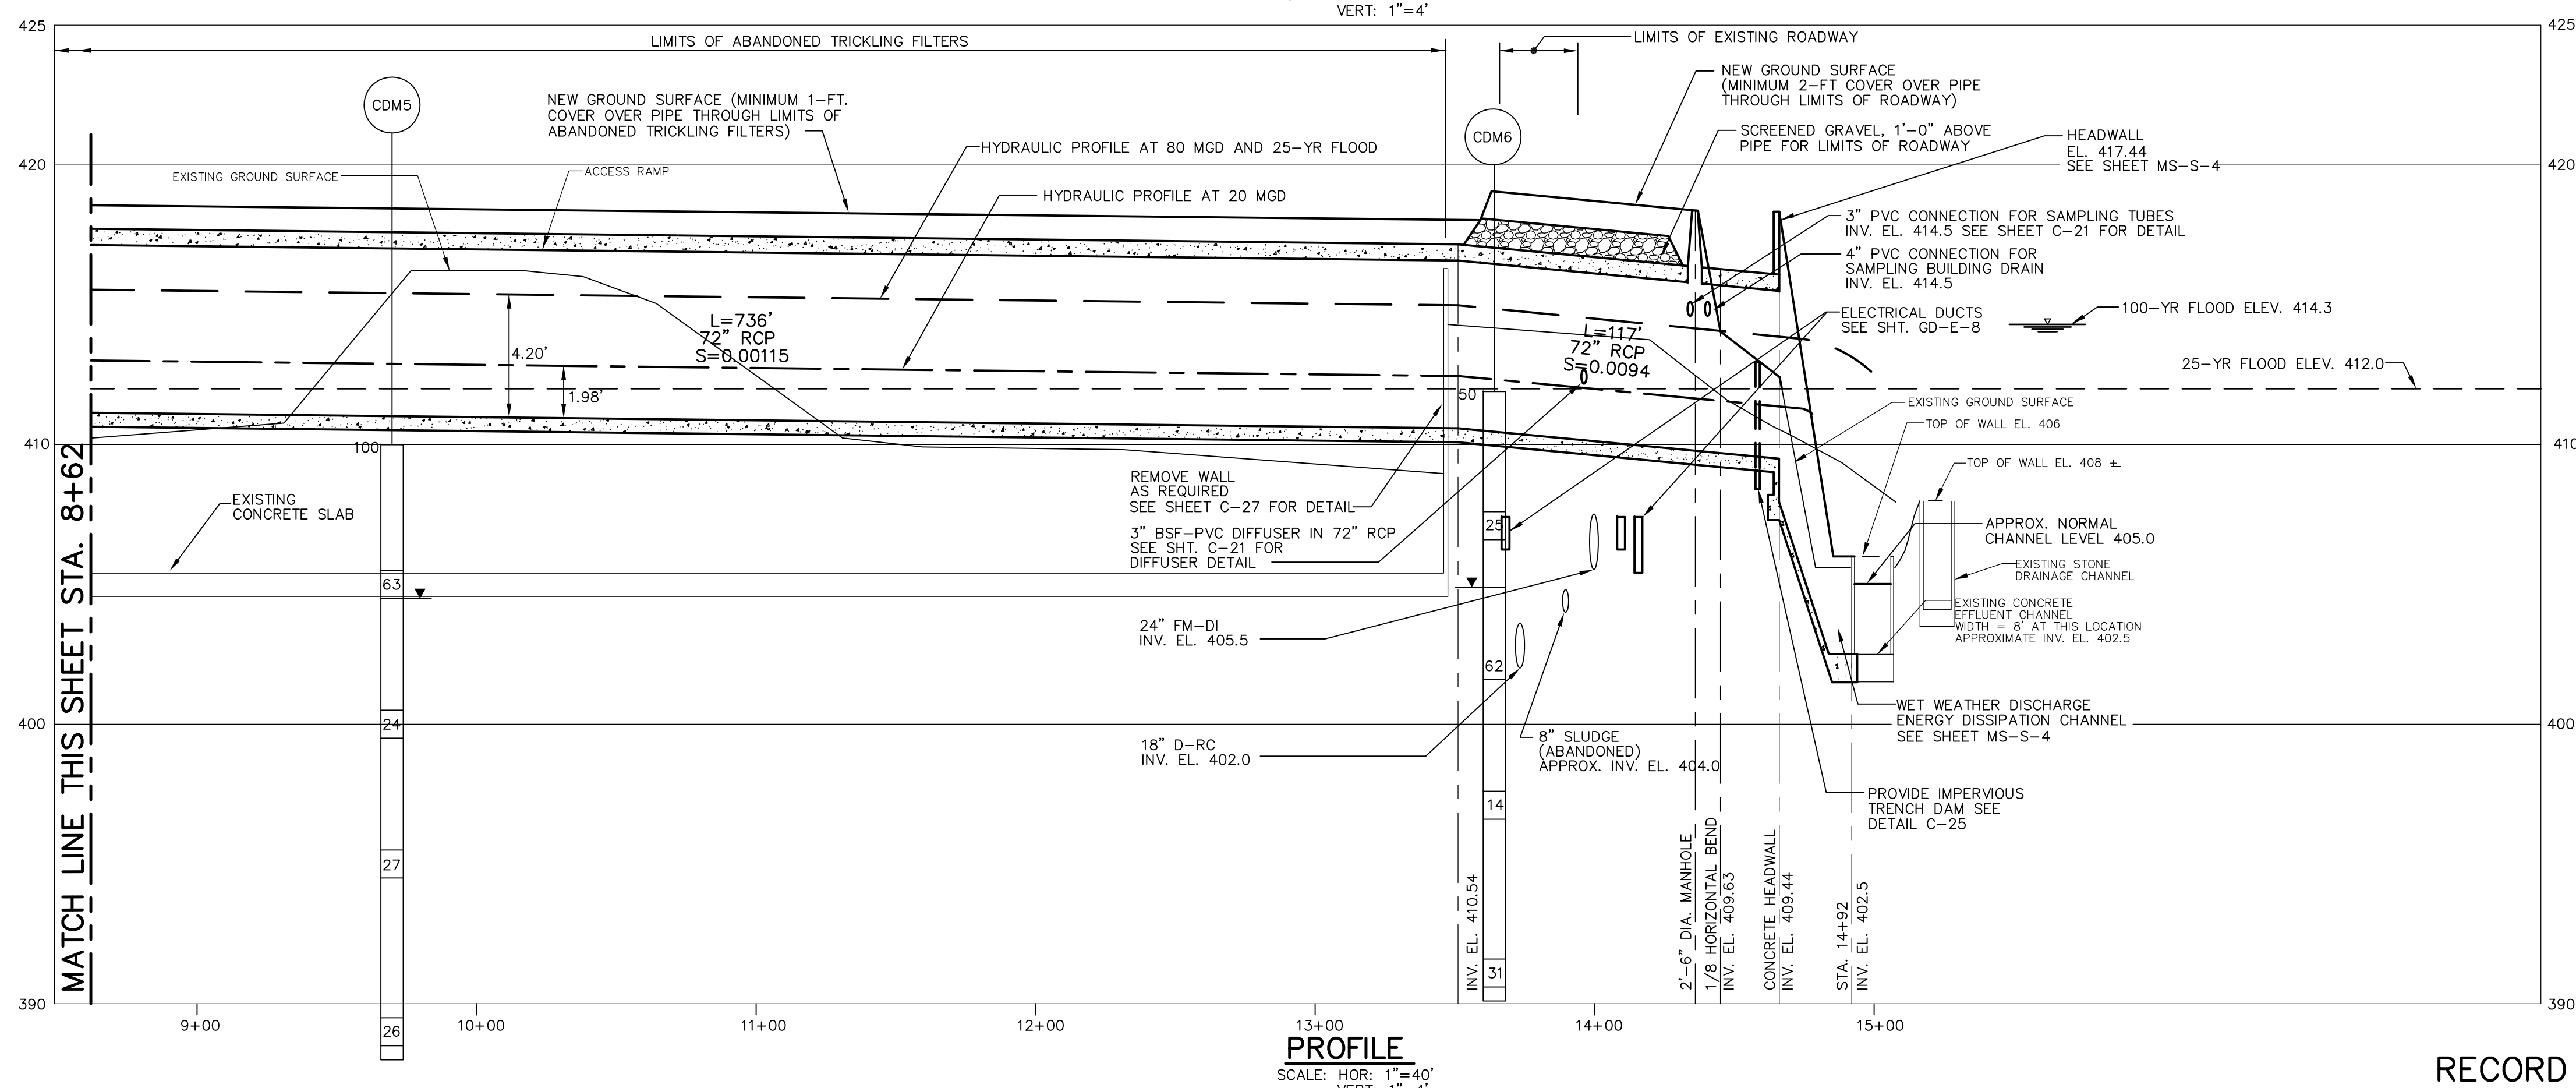 VERT: 1"=4'
425
425
LIMITS OF ABANDONED TRICKLING FILTERS
LIMITS OF EXISTING ROADWAY
CDM5
NEW GROUND SURFACE (MINIMUM 1-FT.
COVER OVER PIPE THROUGH LIMITS OF
ABANDONED TRICKLING FILTERS)
NEW GROUND SURFACE
(MINIMUM 2-FT COVER OVER PIPE
THROUGH LIMITS OF ROADWAY)
CDM6
SCREENED GRAVEL, 1'-0" ABOVE
PIPE FOR LIMITS OF ROADWAY
HEADWALL
EL. 417.44
SEE SHEET MS-S-4
HYDRAULIC PROFILE AT 80 MGD AND 25-YR FLOOD
420
420
EXISTING GROUND SURFACE
ACCESS RAMP
HYDRAULIC PROFILE AT 20 MGD
3" PVC CONNECTION FOR SAMPLING TUBES
INV. EL. 414.5 SEE SHEET C-21 FOR DETAIL
4" PVC CONNECTION FOR
SAMPLING BUILDING DRAIN
INV. EL. 414.5
ELECTRICAL DUCTS
SEE SHT. GD-E-8
100-YR FLOOD ELEV. 414.3
L=736'
72" RCP
S=0.00115
L=117'
72" RCP
S=0.0094
4.20'
1.98'
25-YR FLOOD ELEV. 412.0
50
EXISTING GROUND SURFACE
TOP OF WALL EL. 406
410
410
100
TOP OF WALL EL. 408 ±
REMOVE WALL
AS REQUIRED
SEE SHEET C-27 FOR DETAIL
EXISTING
CONCRETE SLAB
3" BSF-PVC DIFFUSER IN 72" RCP
SEE SHT. C-21 FOR
DIFFUSER DETAIL
25
APPROX. NORMAL
CHANNEL LEVEL 405.0
EXISTING STONE
DRAINAGE CHANNEL
63
EXISTING CONCRETE
EFFLUENT CHANNEL
WIDTH = 8' AT THIS LOCATION
APPROXIMATE INV. EL. 402.5
24" FM-DI
INV. EL. 405.5
62
WET WEATHER DISCHARGE
ENERGY DISSIPATION CHANNEL
SEE SHEET MS-S-4
400
400
24
18" D-RC
INV. EL. 402.0
8" SLUDGE
(ABANDONED)
APPROX. INV. EL. 404.0
14
PROVIDE IMPERVIOUS
TRENCH DAM SEE
DETAIL C-25
27
31
MATCH LINE THIS SHEET STA. 8+62
INV. EL. 410.54
2'-6" DIA. MANHOLE
1/8 HORIZONTAL BEND
INV. EL. 409.63
CONCRETE HEADWALL
INV. EL. 409.44
STA. 14+92
INV. EL. 402.5
390
390
26
9+00
10+00
11+00
12+00
13+00
14+00
15+00
PROFILE
SCALE: HOR: 1"=40'
VERT: 1"=4'
RECORD